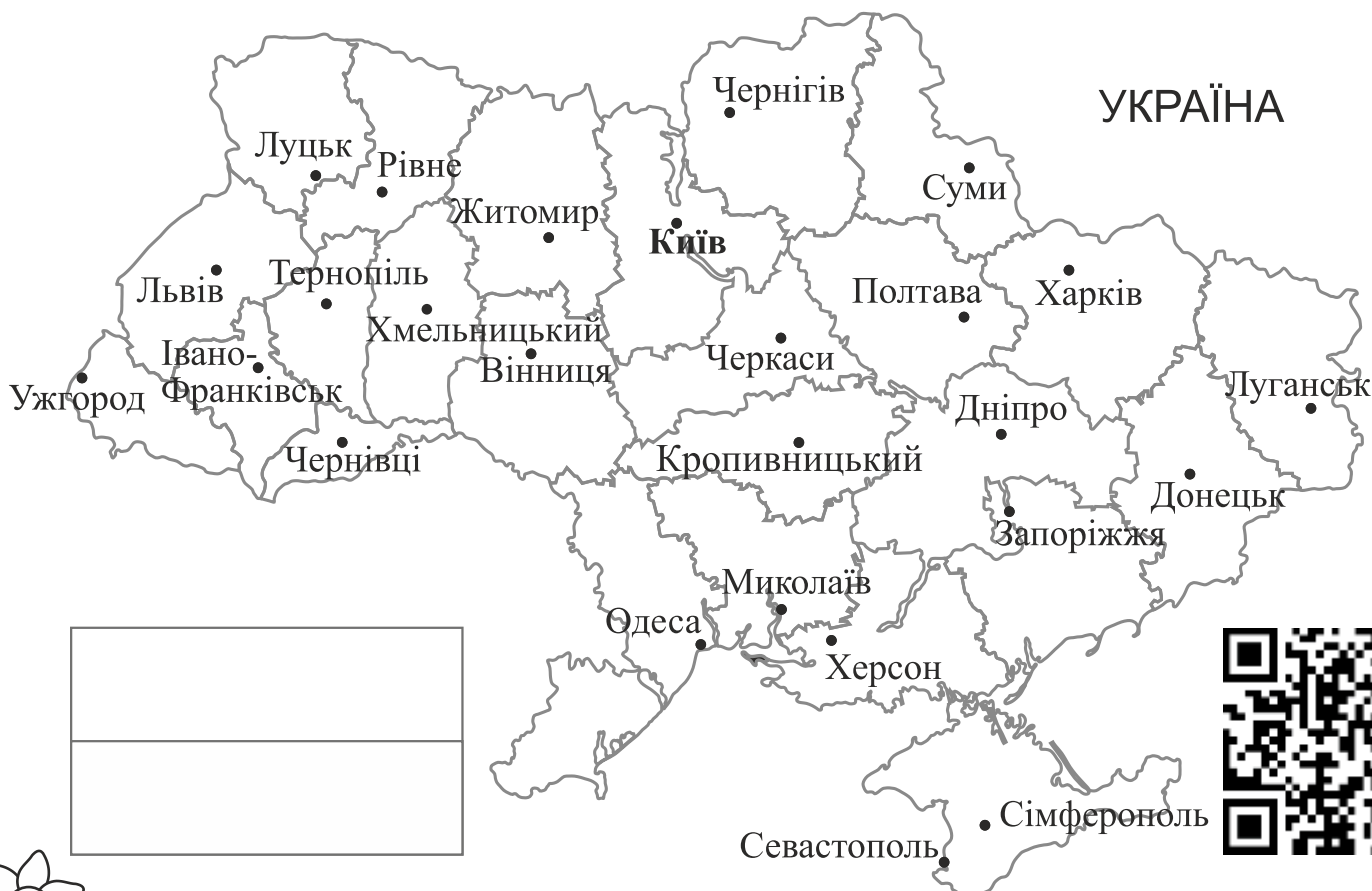 УКРАЇНА
Чернігів
Луцьк
Рівне
Суми
Житомир
Київ
Тернопіль
Львів
Полтава
Харків
Хмельницький
Івано-
Франківськ
Вінниця
Черкаси
Ужгород
Дніпро
Луганськ
Чернівці
Кропивницький
Донецьк
Запоріжжя
Миколаїв
Одеса
Херсон
Сімферополь
Севастополь